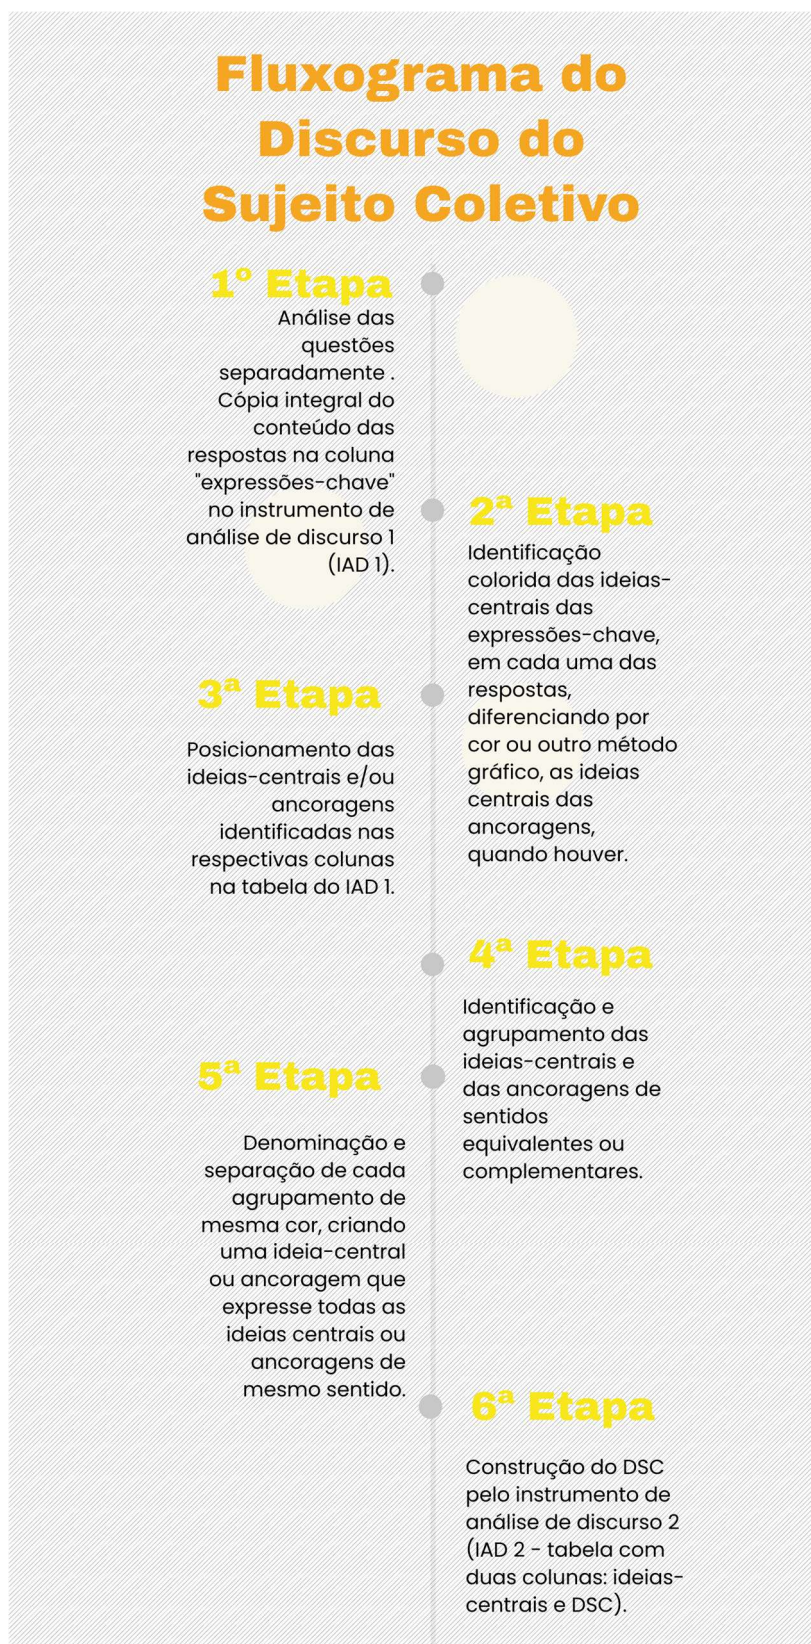 Fluxograma do
Discurso do
Sujeito Coletivo
1º Etapa
Análise das
questões
separadamente .
Cópia integral do
conteúdo das
respostas na coluna
"expressões-chave"
no instrumento de
análise de discurso 1
(IAD 1).
2ª Etapa
Identificação
colorida das ideias-
centrais das
expressões-chave,
em cada uma das
respostas,
diferenciando por
cor ou outro método
gráfico, as ideias
centrais das
ancoragens,
quando houver.
3ª Etapa
Posicionamento das
ideias-centrais e/ou
ancoragens
identificadas nas
respectivas colunas
na tabela do IAD 1.
4ª Etapa
Identificação e
agrupamento das
ideias-centrais e
das ancoragens de
sentidos
equivalentes ou
complementares.
5ª Etapa
Denominação e
separação de cada
agrupamento de
mesma cor, criando
uma ideia-central
ou ancoragem que
expresse todas as
ideias centrais ou
ancoragens de
mesmo sentido.
6ª Etapa
Construção do DSC
pelo instrumento de
análise de discurso 2
(IAD 2 - tabela com
duas colunas: ideias-
centrais e DSC).